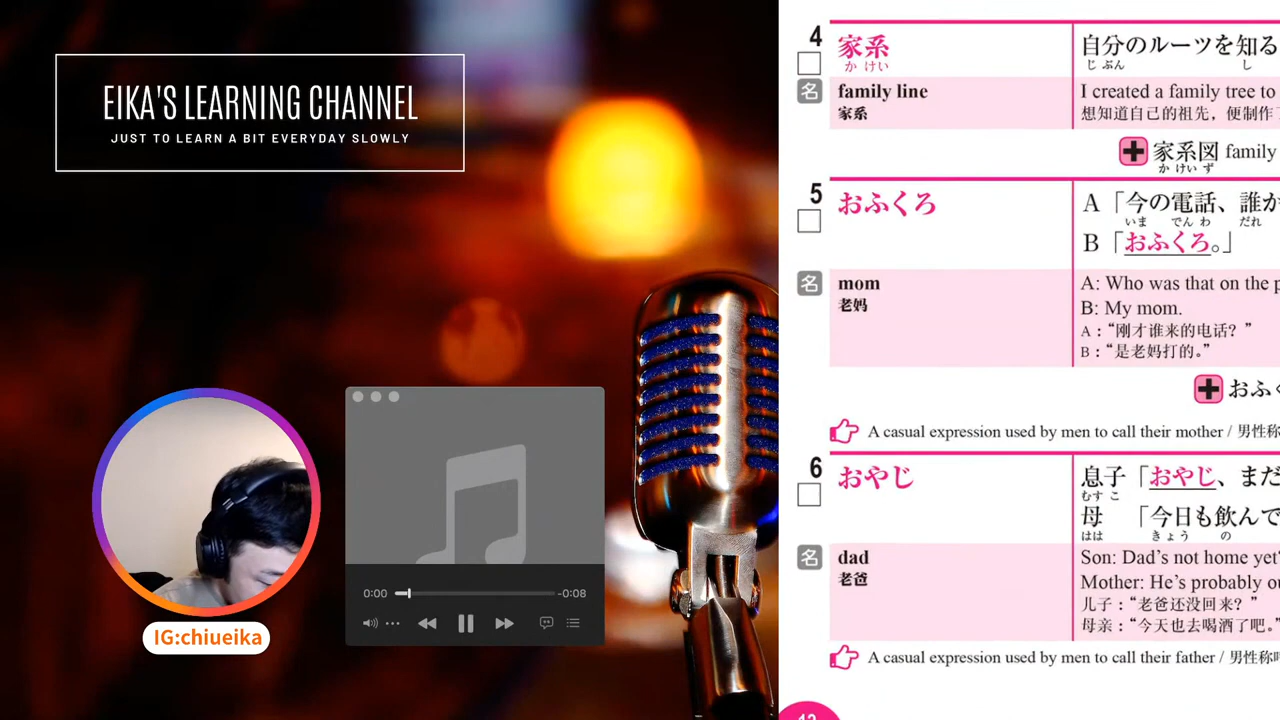 EIKA'S LEARNING CHANNEL
JUST TO LEARN A BIT EVERYDAY SLOWLY
IG:chiueika
0:00
-0:08
4
家系
か けい
自分のルーツを知る
じ ぶん
し
名
family line
家系
I created a family tree to
想知道自己的祖先，便制作
家系図 family
か けい ず
5
おふくろ
A「今の電話、誰か
いま
でん わ
だれ
B「おふくろ。」
名
mom
老妈
A: Who was that on the p
B: My mom.
A：“刚才谁来的电话？”
B：“是老妈打的。”
おふく
A casual expression used by men to call their mother / 男性称
6
おやじ
息子「おやじ、まだ
むす こ
母 「今日も飲んで
はは
きょう
の
名
dad
老爸
Son: Dad's not home yet?
Mother: He's probably o
儿子：“老爸还没回来？”
母亲：“今天也去喝酒了吧。”
A casual expression used by men to call their father / 男性称